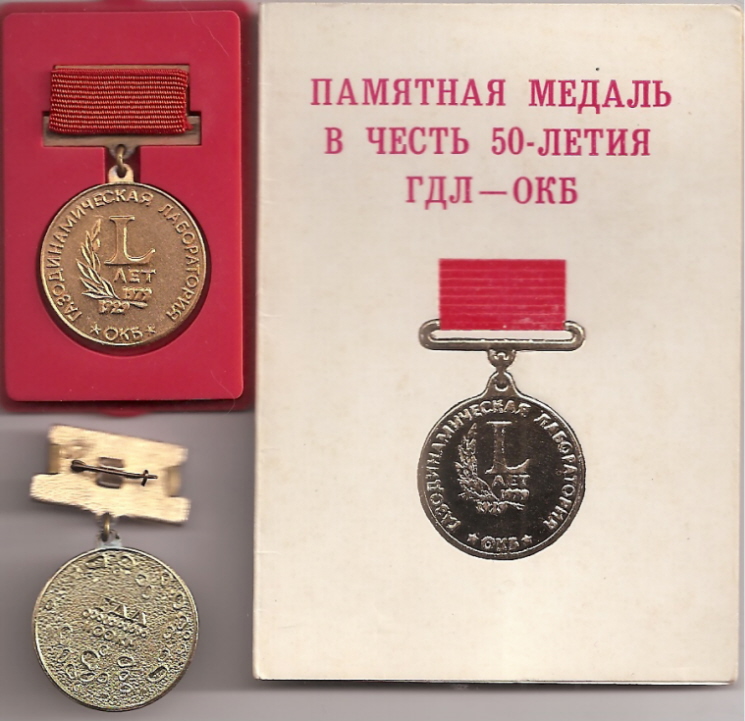 ПАМЯТНАЯ МЕДАЛЬ
В ЧЕСТЬ 50-ЛЕТИЯ
ГДЛ—ОКБ
ГАЗОДИНАМИЧЕСКАЯ ЛАБОРАТОРИЯ
L
ЛЕТ
1979
1929
★ОКБ★
ГАЗОДИНАМИЧЕСКАЯ ЛАБОРАТОРИЯ
L
ЛЕТ
1979
1929
★ОКБ★